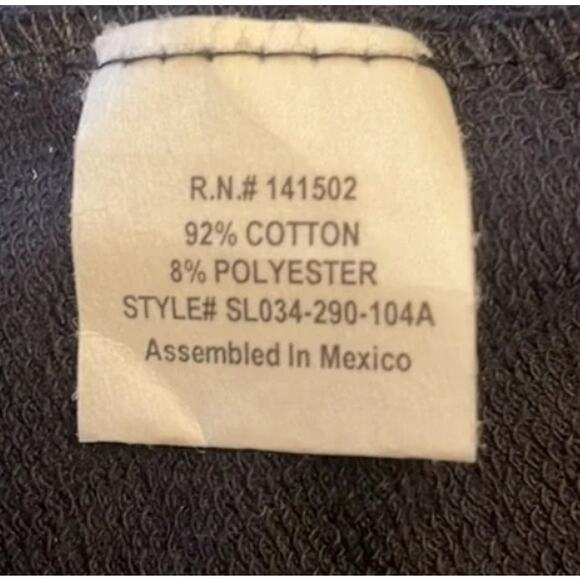 R.N.# 141502
92% COTTON
8% POLYESTER
STYLE# SL034-290-104A
Assembled In Mexico